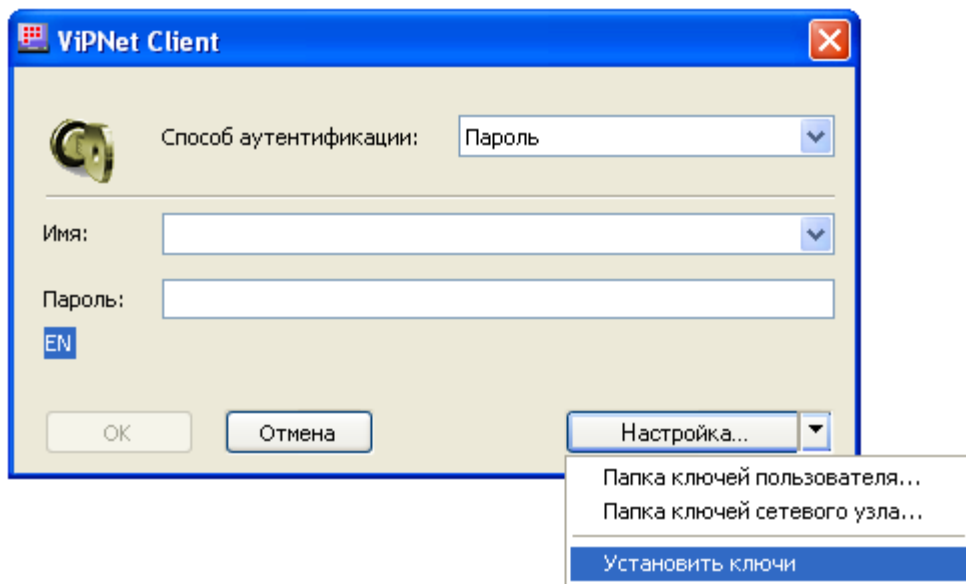 ViPNet Client
Способ аутентификации: Пароль
Имя:
Пароль:
EN
OK Отмена Настройка...
Папка ключей пользователя...
Папка ключей сетевого узла...
Установить ключи